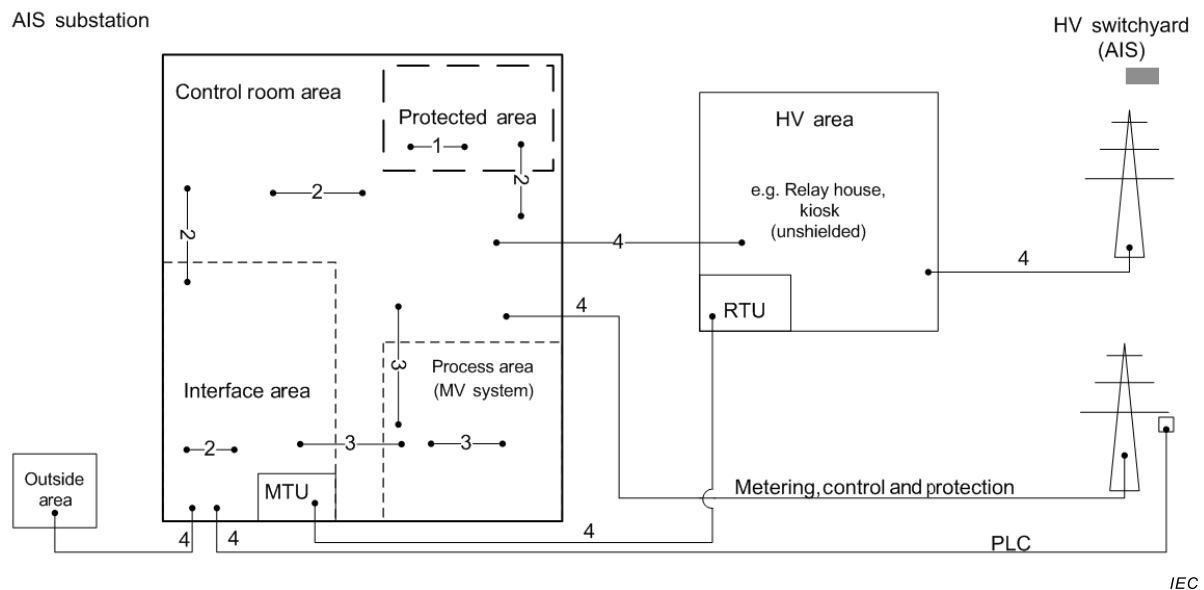 AIS substation
HV switchyard
(AIS)
Control room area
Protected area
1
2
2
2
HV area
e.g. Relay house,
kiosk
(unshielded)
4
4
RTU
4
3
Process area
(MV system)
Interface area
2
3
3
Outside
area
MTU
Metering, control and protection
4
4
4
PLC
IEC